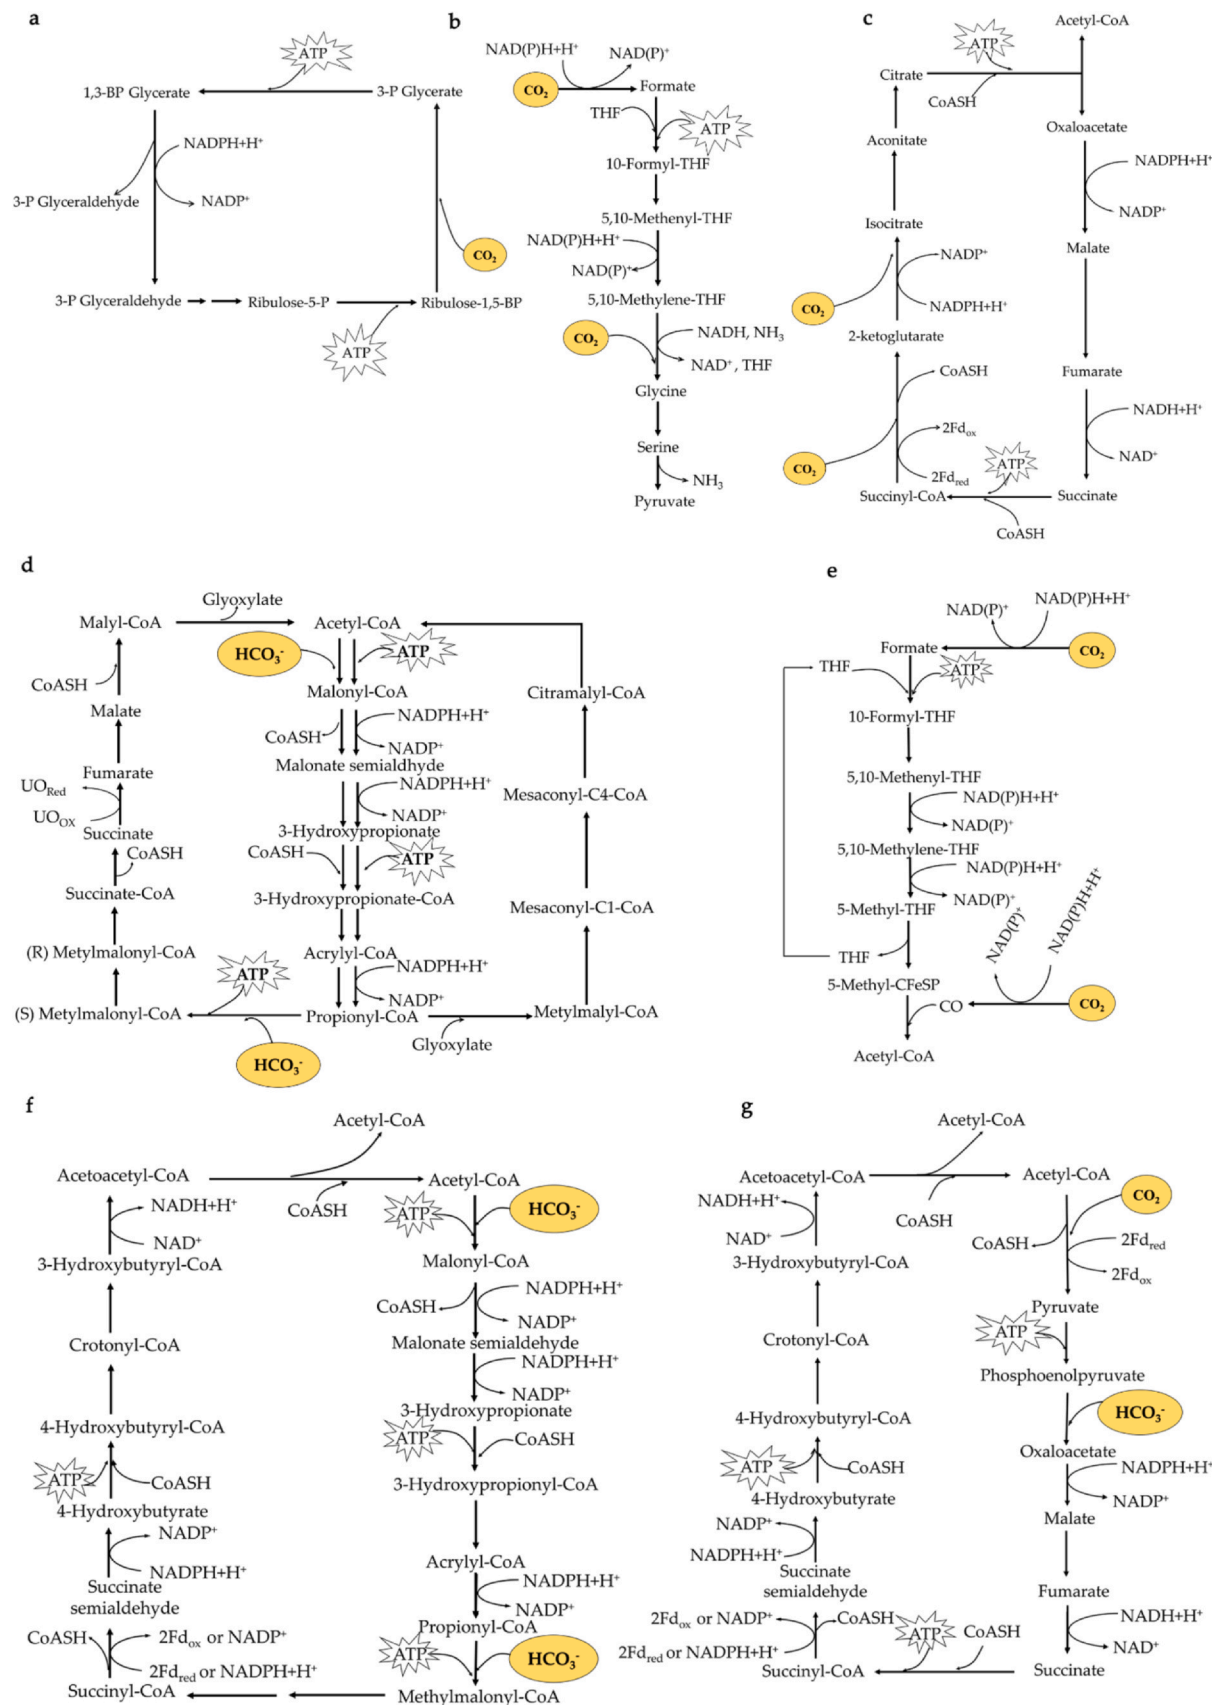 a
ATP
1,3-BP Glycerate
3-P Glycerate
NADPH+H⁺
3-P Glyceraldehyde
NADP⁺
CO₂
3-P Glyceraldehyde
Ribulose-5-P
Ribulose-1,5-BP
ATP
b
NAD(P)H+H⁺
NAD(P)⁺
CO₂
Formate
THF
ATP
10-Formyl-THF
5,10-Methenyl-THF
NAD(P)H+H⁺
NAD(P)⁺
5,10-Methylene-THF
CO₂
NADH, NH₃
NAD⁺, THF
Glycine
Serine
NH₃
Pyruvate
c
Acetyl-CoA
ATP
Citrate
CoASH
Oxaloacetate
Aconitate
NADPH+H⁺
NADP⁺
Isocitrate
Malate
NADP⁺
CO₂
NADPH+H⁺
2-ketoglutarate
CoASH
Fumarate
NADH+H⁺
2Fdₒₓ
NAD⁺
CO₂
ATP
2Fd_red
Succinyl-CoA
Succinate
CoASH
d
Glyoxylate
Malyl-CoA
Acetyl-CoA
HCO₃⁻
ATP
CoASH
Malonyl-CoA
Citramalyl-CoA
Malate
NADPH+H⁺
CoASH
NADP⁺
Malonate semialdhyde
Fumarate
UO_Red
NADPH+H⁺
Mesaconyl-C4-CoA
UO_OX
NADP⁺
Succinate
3-Hydroxypropionate
CoASH
CoASH
ATP
Succinate-CoA
3-Hydroxypropionate-CoA
Mesaconyl-C1-CoA
(R) Metylmalonyl-CoA
Acrylyl-CoA
ATP
NADPH+H⁺
NADP⁺
(S) Metylmalonyl-CoA
Propionyl-CoA
Metylmalyl-CoA
Glyoxylate
HCO₃⁻
e
NAD(P)⁺
NAD(P)H+H⁺
Formate
CO₂
THF
ATP
10-Formyl-THF
5,10-Methenyl-THF
NAD(P)H+H⁺
NAD(P)⁺
5,10-Methylene-THF
NAD(P)H+H⁺
NAD(P)⁺
5-Methyl-THF
NAD(P)⁺
NAD(P)H+H⁺
THF
5-Methyl-CFeSP
CO
CO₂
Acetyl-CoA
f
Acetyl-CoA
Acetoacetyl-CoA
Acetyl-CoA
NADH+H⁺
CoASH
ATP
HCO₃⁻
NAD⁺
3-Hydroxybutyryl-CoA
Malonyl-CoA
NADPH+H⁺
CoASH
NADP⁺
Crotonyl-CoA
Malonate semialdehyde
NADPH+H⁺
NADP⁺
3-Hydroxypropionate
4-Hydroxybutyryl-CoA
ATP
CoASH
ATP
CoASH
3-Hydroxypropionyl-CoA
4-Hydroxybutyrate
NADP⁺
Acrylyl-CoA
NADPH+H⁺
NADPH+H⁺
Succinate
semialdehyde
NADP⁺
Propionyl-CoA
CoASH
2Fdₒₓ or NADP⁺
ATP
HCO₃⁻
2Fd_red or NADPH+H⁺
Succinyl-CoA
Methylmalonyl-CoA
g
Acetyl-CoA
Acetoacetyl-CoA
Acetyl-CoA
NADH+H⁺
CO₂
CoASH
NAD⁺
CoASH
2Fd_red
3-Hydroxybutyryl-CoA
2Fdₒₓ
Pyruvate
ATP
Crotonyl-CoA
Phosphoenolpyruvate
HCO₃⁻
4-Hydroxybutyryl-CoA
Oxaloacetate
ATP
CoASH
NADPH+H⁺
4-Hydroxybutyrate
NADP⁺
NADP⁺
Malate
NADPH+H⁺
Succinate
semialdehyde
Fumarate
2Fdₒₓ or NADP⁺
CoASH
ATP
CoASH
NADH+H⁺
2Fd_red or NADPH+H⁺
NAD⁺
Succinyl-CoA
Succinate